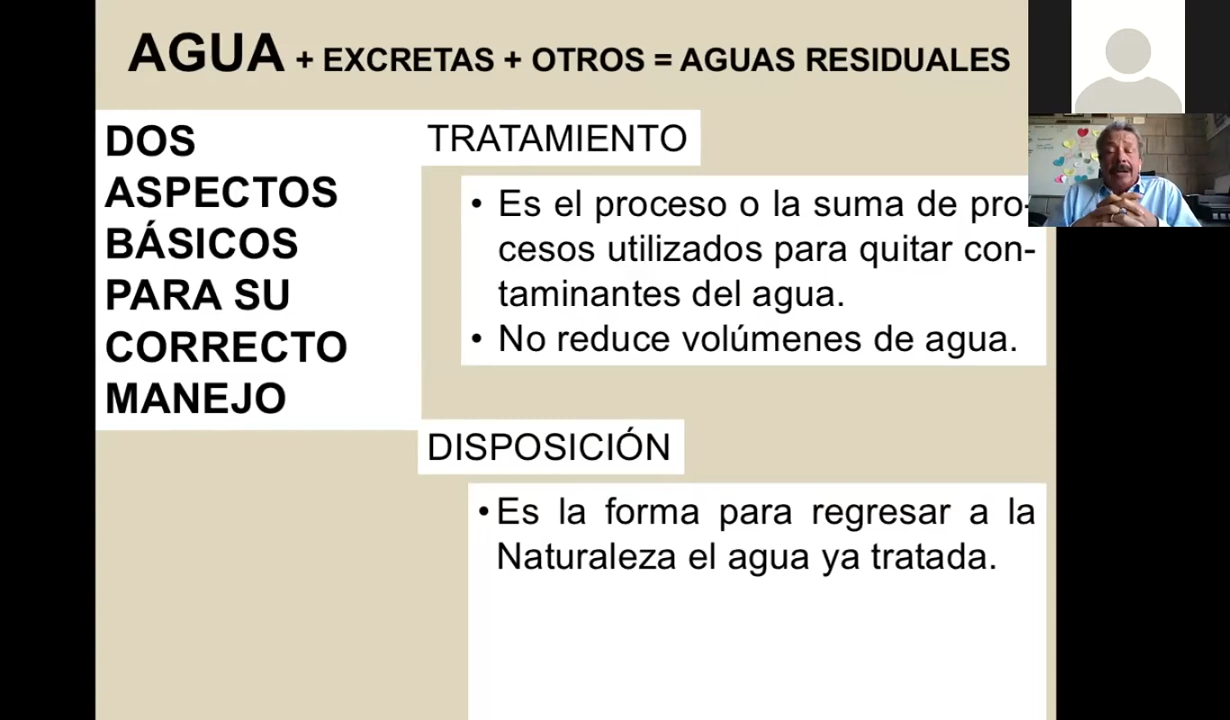 AGUA + EXCRETAS + OTROS = AGUAS RESIDUALES
DOS
ASPECTOS
BÁSICOS
PARA SU
CORRECTO
MANEJO
TRATAMIENTO
• Es el proceso o la suma de pro-
cesos utilizados para quitar con-
taminantes del agua.
• No reduce volúmenes de agua.
DISPOSICIÓN
• Es la forma para regresar a la
Naturaleza el agua ya tratada.